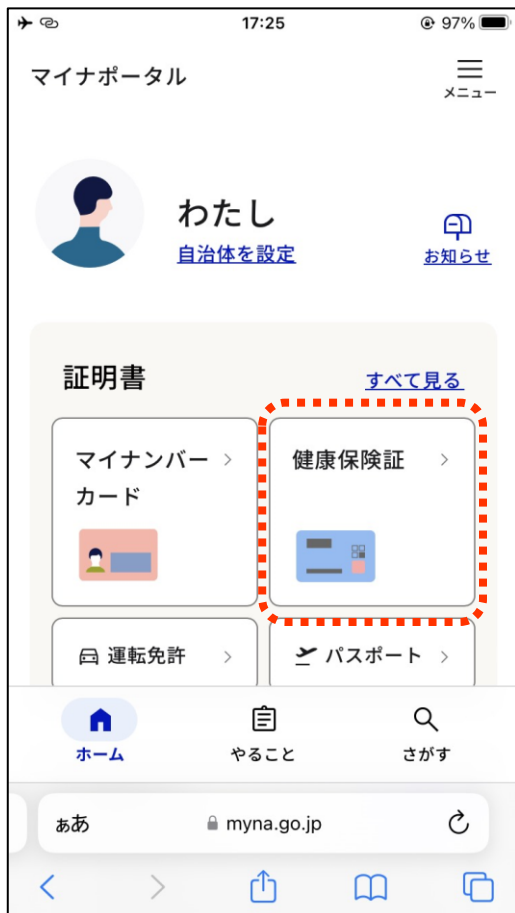 17:25
97%
マイナポータル
メニュー
わたし
自治体を設定
お知らせ
証明書
すべて見る
マイナンバー
カード
健康保険証
運転免許
パスポート
ホーム
やること
さがす
ぁあ
myna.go.jp